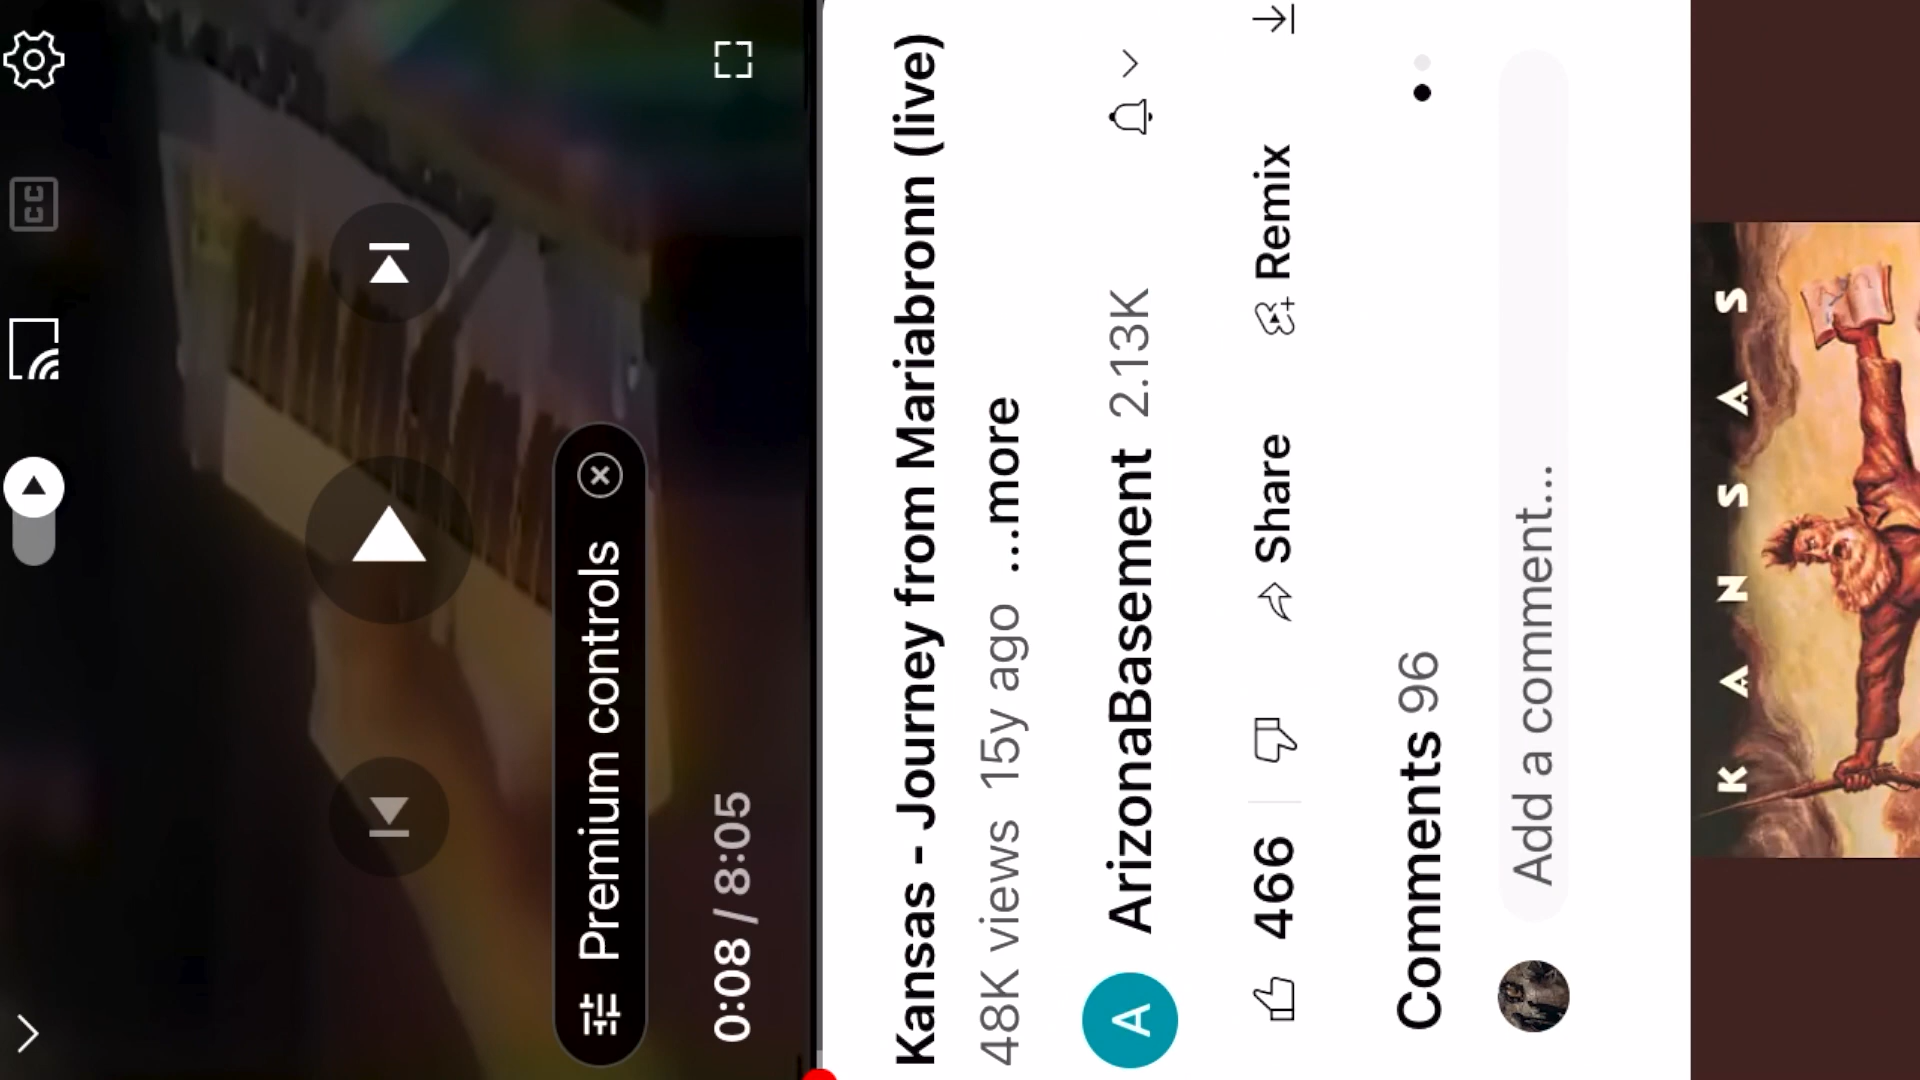 CC
Premium controls
0:08 / 8:05
Kansas - Journey from Mariabronn (live)
48K views 15y ago ...more
A ArizonaBasement 2.13K
466 Share Remix
Comments 96
Add a comment...
KANSAS